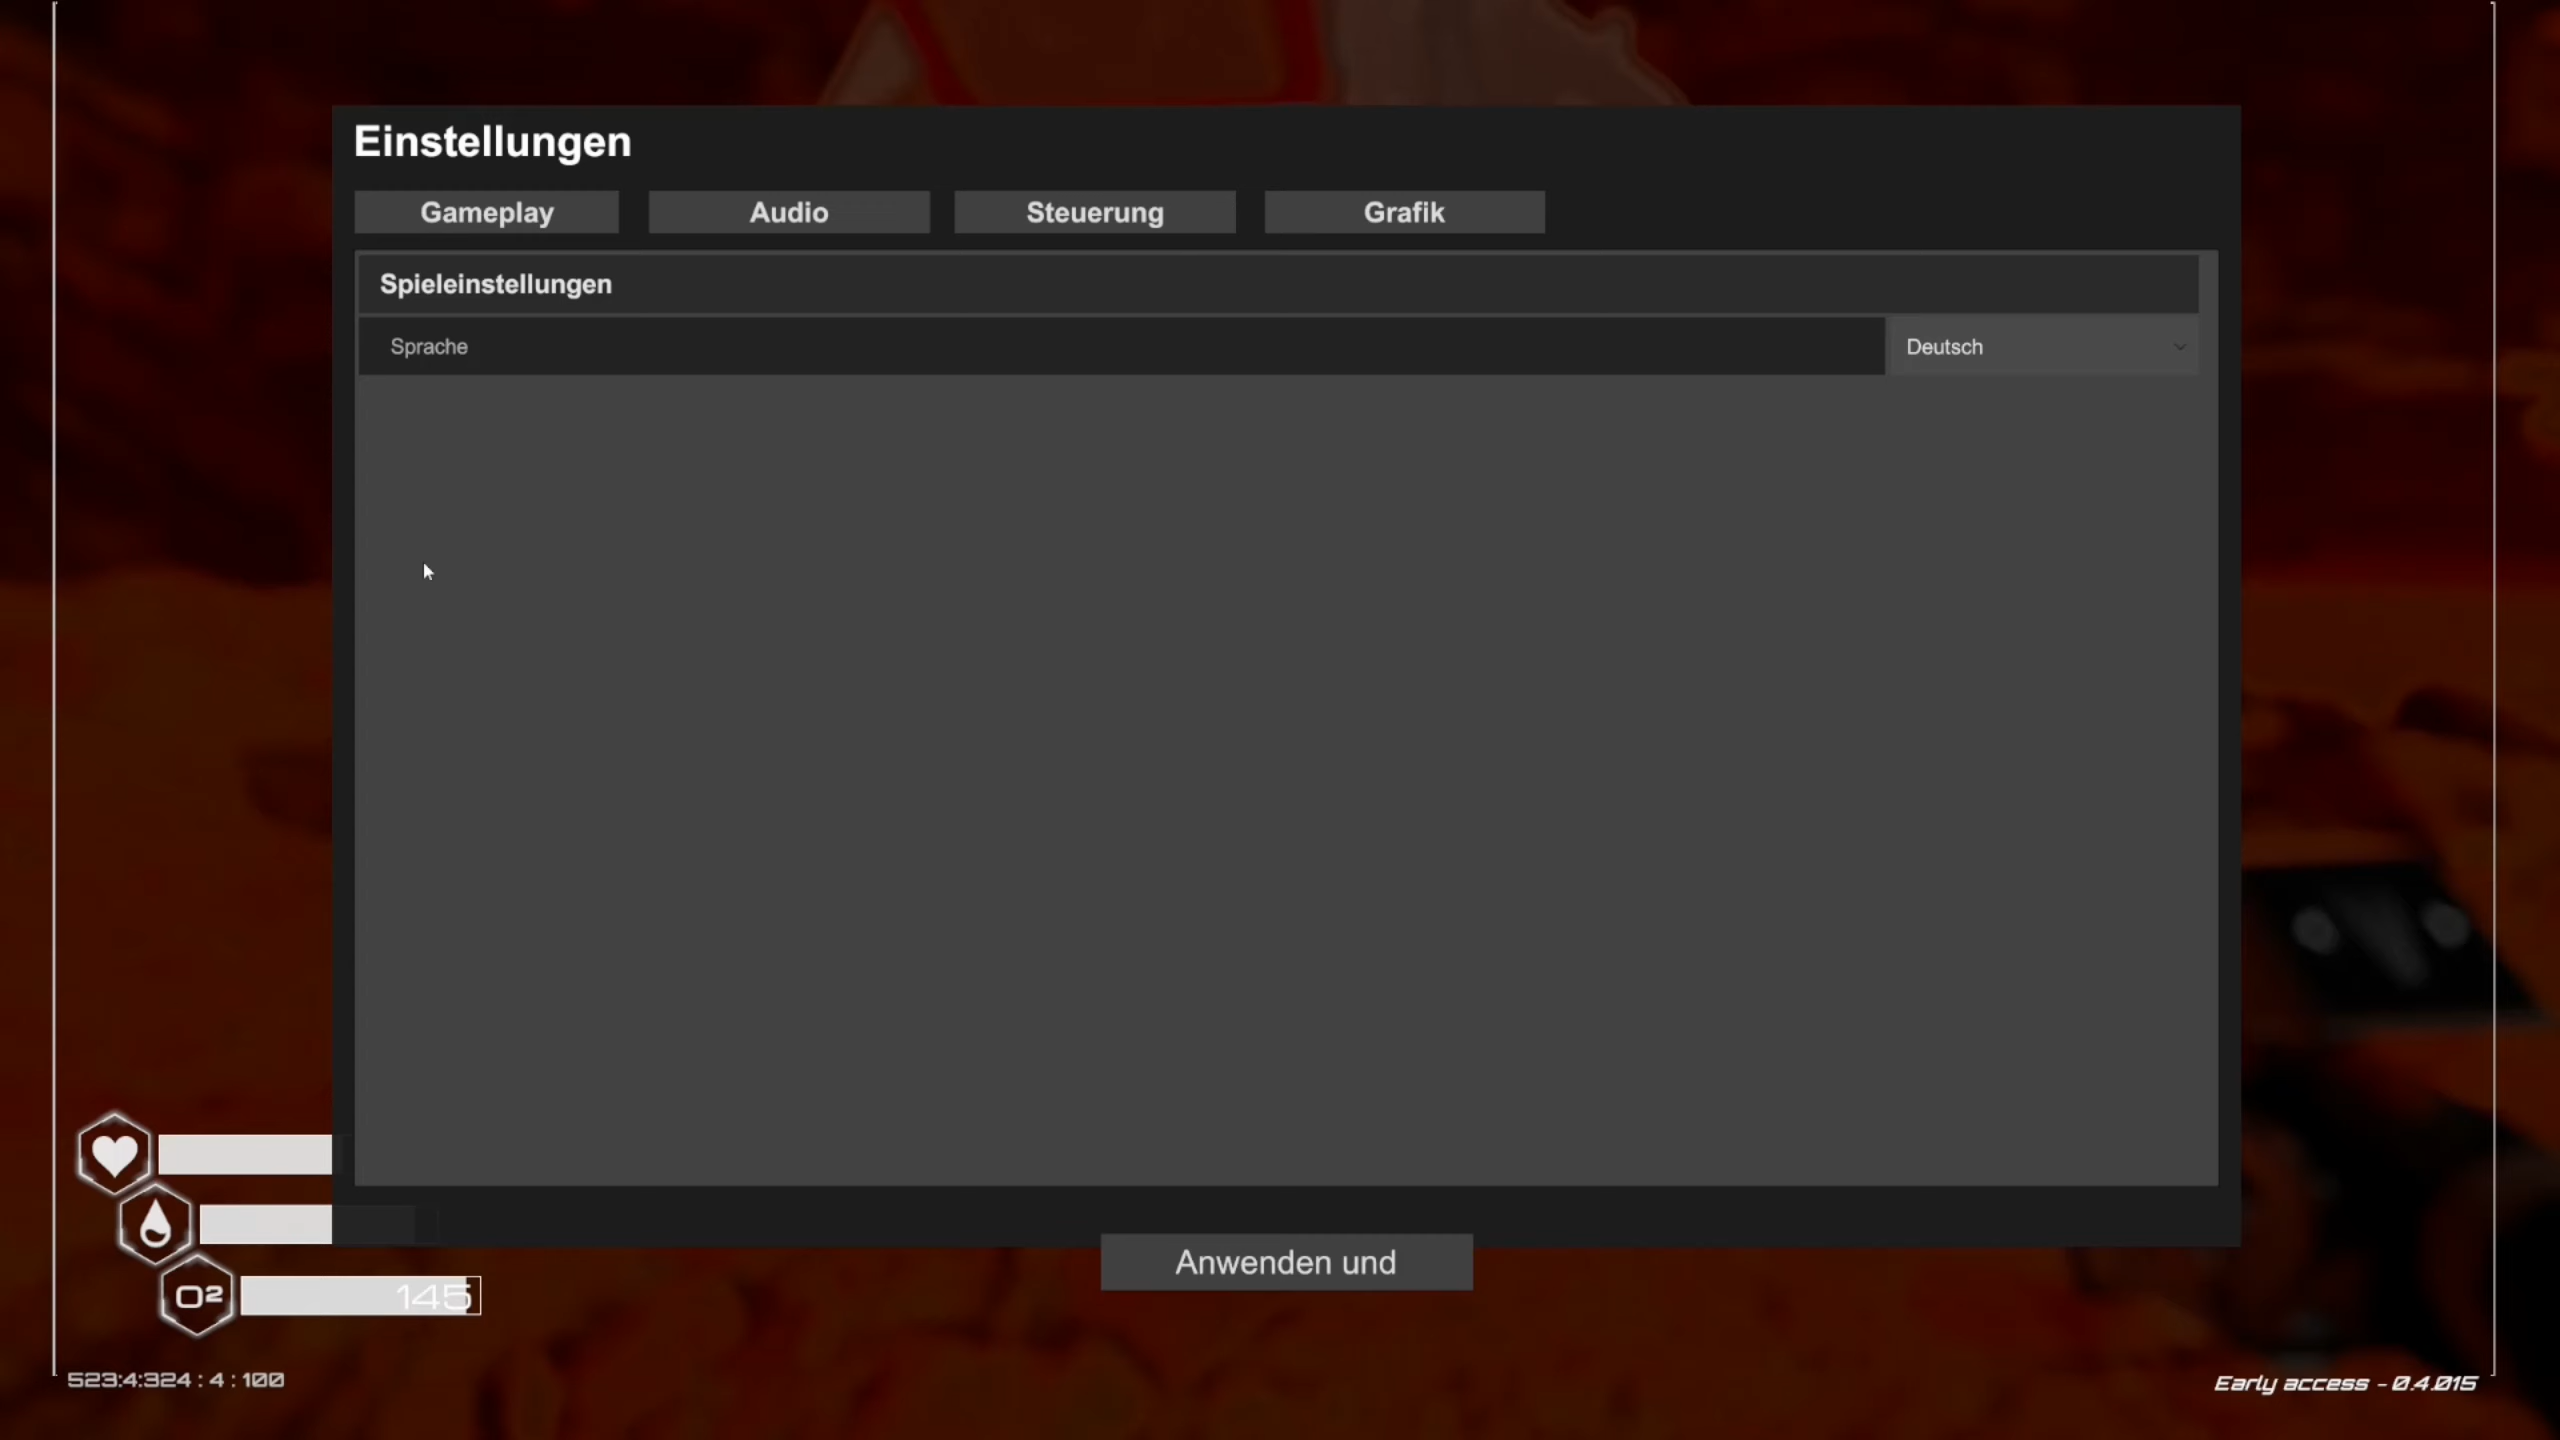 Einstellungen
Gameplay Audio Steuerung Grafik
Spieleinstellungen
Sprache Deutsch
Anwenden und
O²
145
523:4:324 : 4 : 100
Early access - 0.4.015